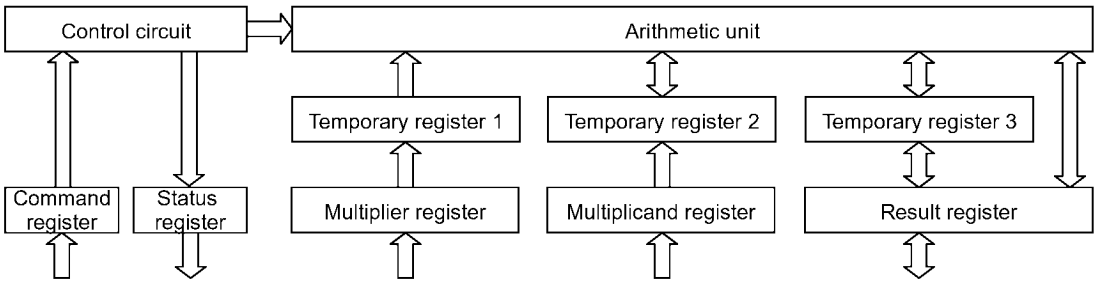 Control circuit
Arithmetic unit
Temporary register 1
Temporary register 2
Temporary register 3
Command
register
Status
register
Multiplier register
Multiplicand register
Result register